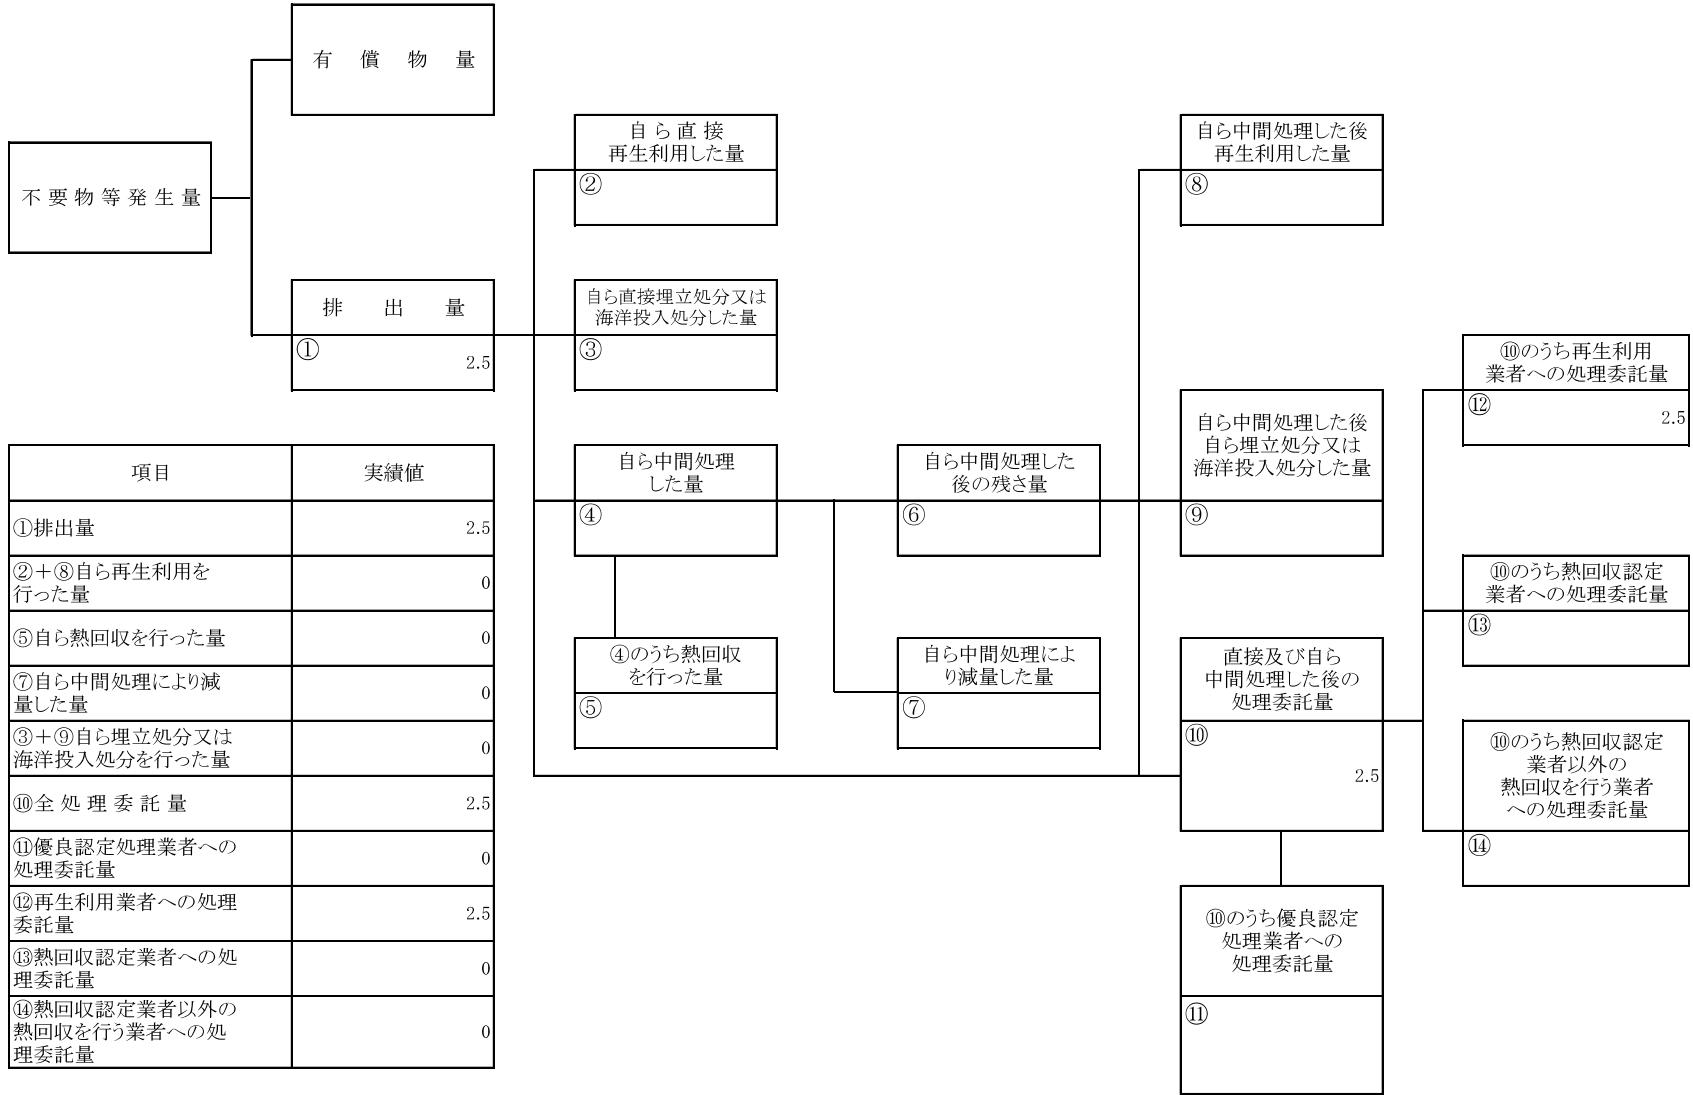 有償物量
不要物等発生量
排出量
①
2.5
自ら直接
再生利用した量
②
自ら直接埋立処分又は
海洋投入処分した量
③
自ら中間処理
した量
④
④のうち熱回収
を行った量
⑤
自ら中間処理した
後の残さ量
⑥
自ら中間処理によ
り減量した量
⑦
自ら中間処理した後
再生利用した量
⑧
自ら中間処理した後
自ら埋立処分又は
海洋投入処分した量
⑨
直接及び自ら
中間処理した後の
処理委託量
⑩
2.5
⑩のうち優良認定
処理業者への
処理委託量
⑪
⑩のうち再生利用
業者への処理委託量
⑫
2.5
⑩のうち熱回収認定
業者への処理委託量
⑬
⑩のうち熱回収認定
業者以外の
熱回収を行う業者
への処理委託量
⑭
項目 実績値
①排出量 2.5
②＋⑧自ら再生利用を
行った量 0
⑤自ら熱回収を行った量 0
⑦自ら中間処理により減
量した量 0
③＋⑨自ら埋立処分又は
海洋投入処分を行った量 0
⑩全処理委託量 2.5
⑪優良認定処理業者への
処理委託量 0
⑫再生利用業者への処理
委託量 2.5
⑬熱回収認定業者への処
理委託量 0
⑭熱回収認定業者以外の
熱回収を行う業者への処
理委託量 0